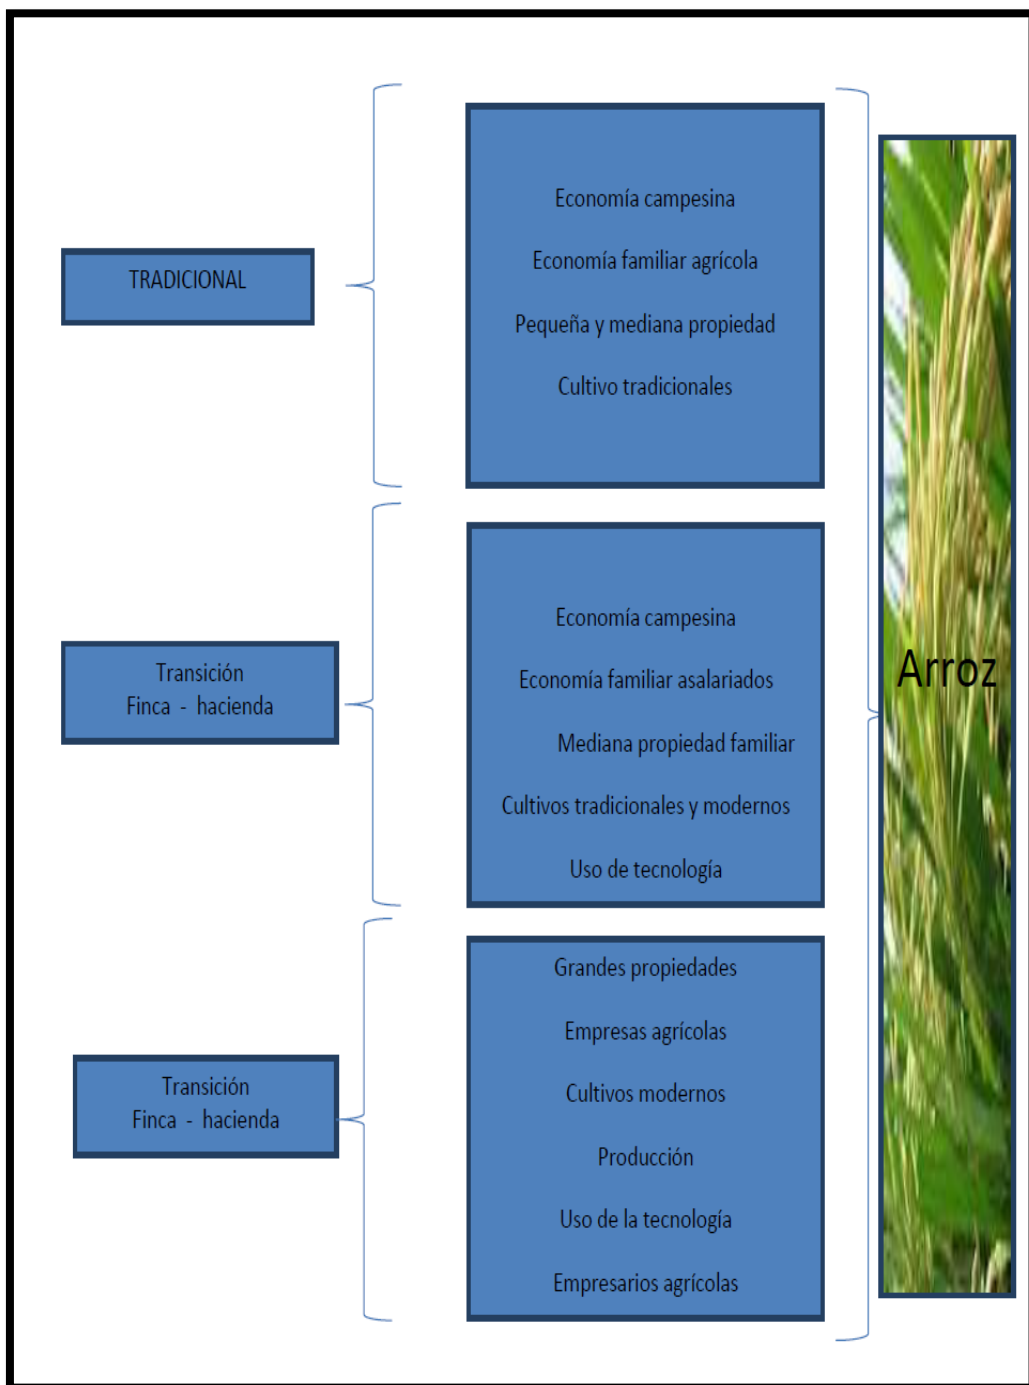 TRADICIONAL
Economía campesina
Economía familiar agrícola
Pequeña y mediana propiedad
Cultivo tradicionales
Transición
Finca - hacienda
Economía campesina
Economía familiar asalariados
Mediana propiedad familiar
Cultivos tradicionales y modernos
Uso de tecnología
Transición
Finca - hacienda
Grandes propiedades
Empresas agrícolas
Cultivos modernos
Producción
Uso de la tecnología
Empresarios agrícolas
Arroz